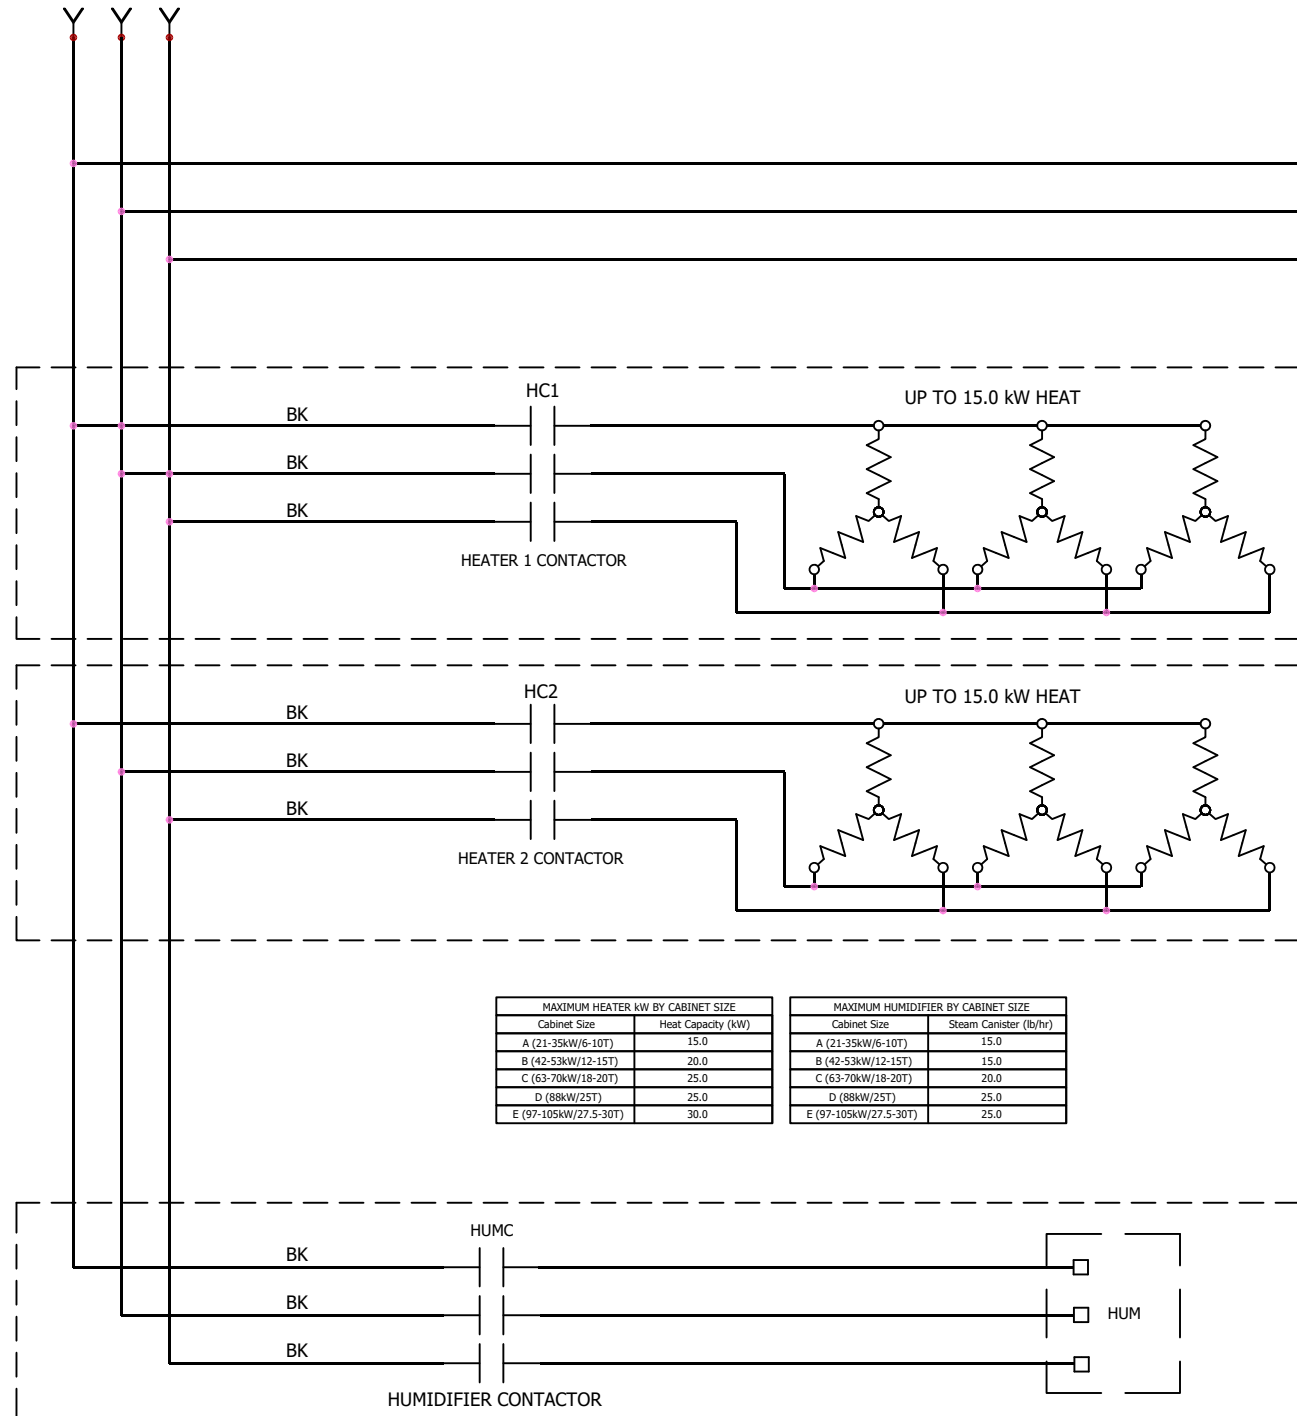 HC1
UP TO 15.0 kW HEAT
BK
BK
BK
HEATER 1 CONTACTOR
HC2
UP TO 15.0 kW HEAT
BK
BK
BK
HEATER 2 CONTACTOR
MAXIMUM HEATER kW BY CABINET SIZE
Cabinet Size Heat Capacity (kW)
A (21-35kW/6-10T) 15.0
B (42-53kW/12-15T) 20.0
C (63-70kW/18-20T) 25.0
D (88kW/25T) 25.0
E (97-105kW/27.5-30T) 30.0
MAXIMUM HUMIDIFIER BY CABINET SIZE
Cabinet Size Steam Canister (lb/hr)
A (21-35kW/6-10T) 15.0
B (42-53kW/12-15T) 15.0
C (63-70kW/18-20T) 20.0
D (88kW/25T) 25.0
E (97-105kW/27.5-30T) 25.0
HUMC
BK
BK
HUM
BK
HUMIDIFIER CONTACTOR